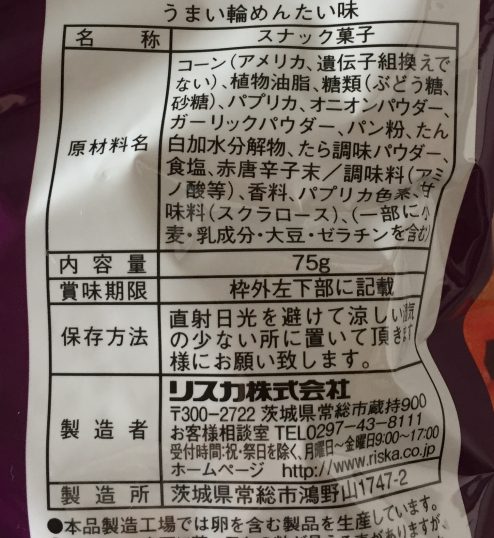 うまい輪めんたい味
名称 スナック菓子
原材料名
コーン(アメリカ、遺伝子組換えで
ない)、植物油脂、糖類(ぶどう糖、
砂糖)、パプリカ、オニオンパウダー、
ガーリックパウダー、パン粉、たん
白加水分解物、たら調味パウダー、
食塩、赤唐辛子末/調味料(アミ
ノ酸等)、香料、パプリカ色素、甘
味料(スクラロース)、(一部に小
麦・乳成分・大豆・ゼラチンを含む)
内容量 75g
賞味期限 枠外左下部に記載
保存方法
直射日光を避けて涼しい湿気
の少ない所に置いて頂きます
様にお願い致します。
製造者
リスカ株式会社
〒300-2722 茨城県常総市蔵持900
お客様相談室 TEL0297-43-8111
受付時間:祝・祭日を除く、月曜日～金曜日9:00～17:00
ホームページ http://www.riska.co.jp
製造所 茨城県常総市鴻野山1747-2
●本品製造工場では卵を含む製品を生産しています。